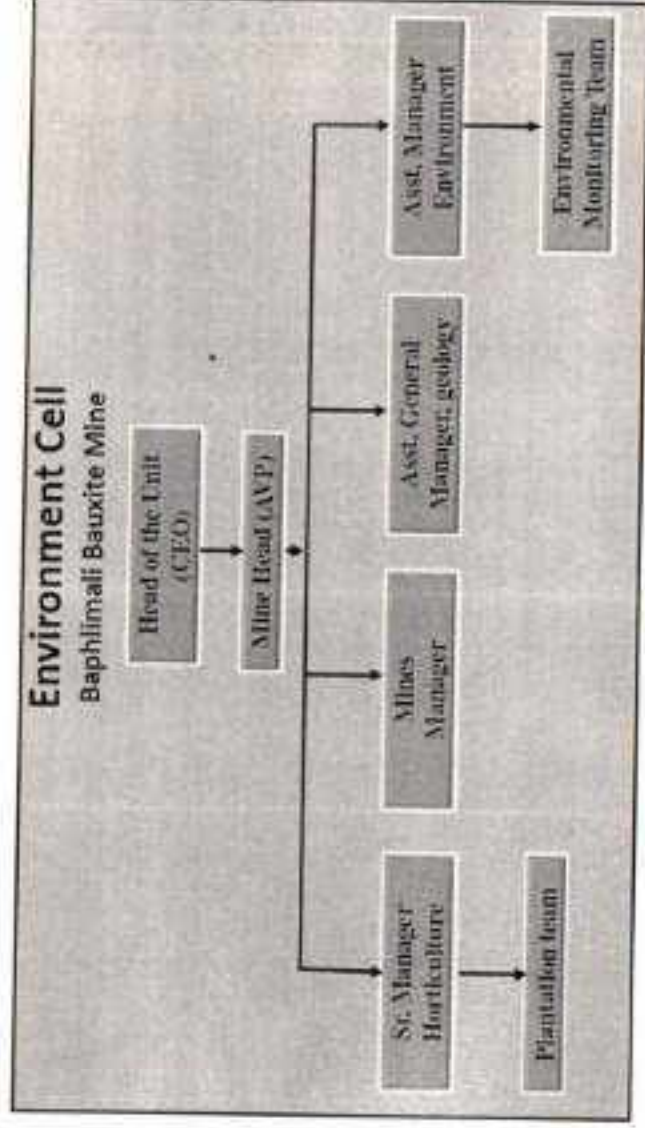 Environment Cell
Baphlimali Bauxite Mine
Head of the Unit
(CEO)
Mine Head (AVP)
Sr. Manager
Horticulture
Mines
Manager
Asst. General
Manager, geology
Asst. Manager
Environment
Plantation team
Environmental
Monitoring Team